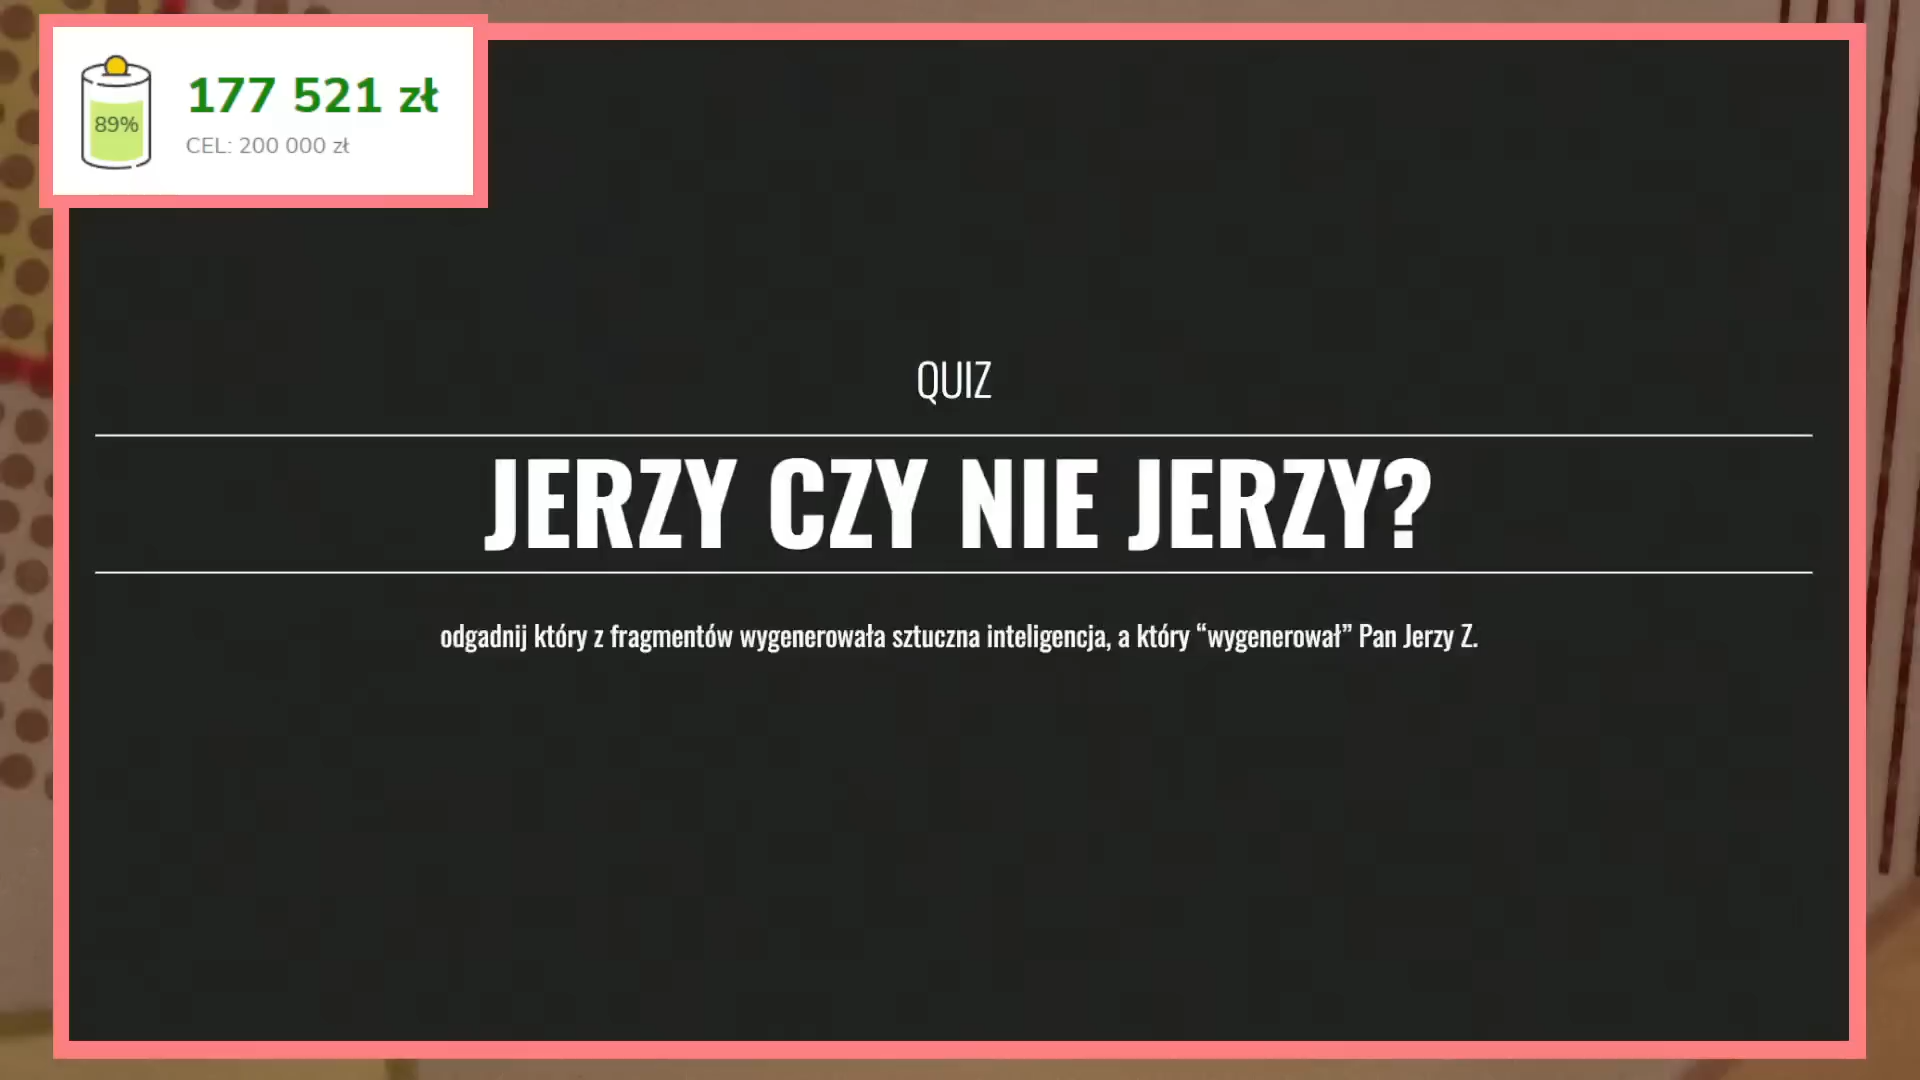 177 521 zł
89%
CEL: 200 000 zł
QUIZ
JERZY CZY NIE JERZY?
odgadnij który z fragmentów wygenerowała sztuczna inteligencja, a który “wygenerował” Pan Jerzy Z.